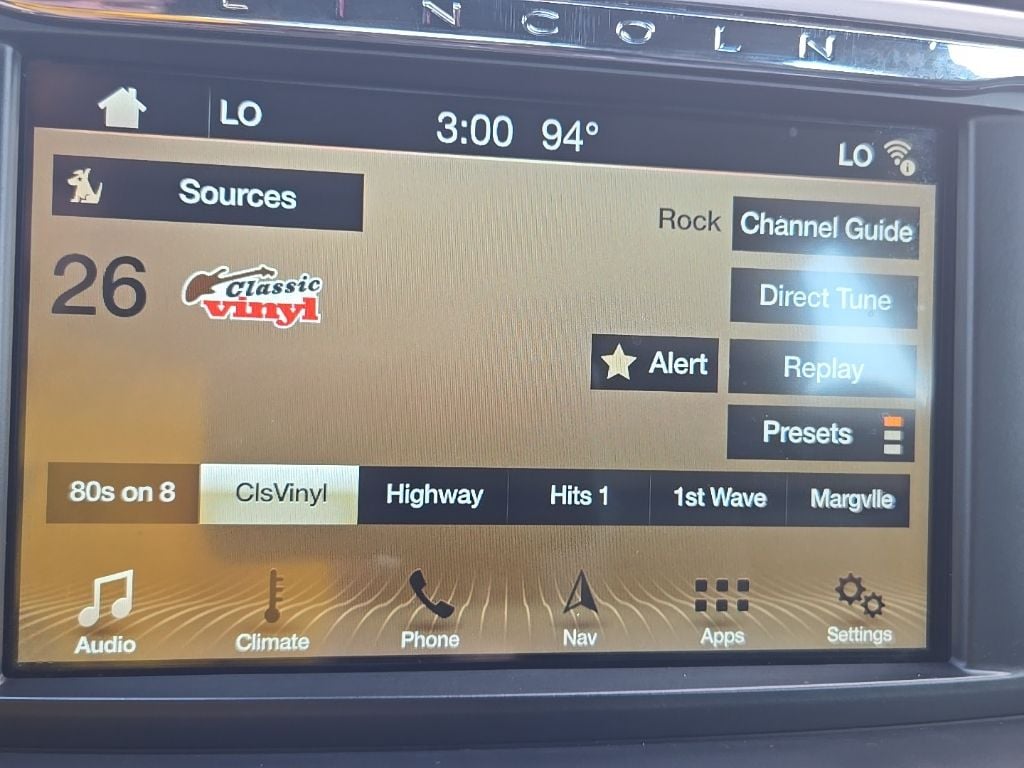 LINCOLN
LO 3:00 94° LO
Sources
Rock Channel Guide
26 Classic Vinyl
Direct Tune
Alert Replay
Presets
80s on 8 ClsVinyl Highway Hits 1 1st Wave Margvlle
Audio Climate Phone Nav Apps Settings